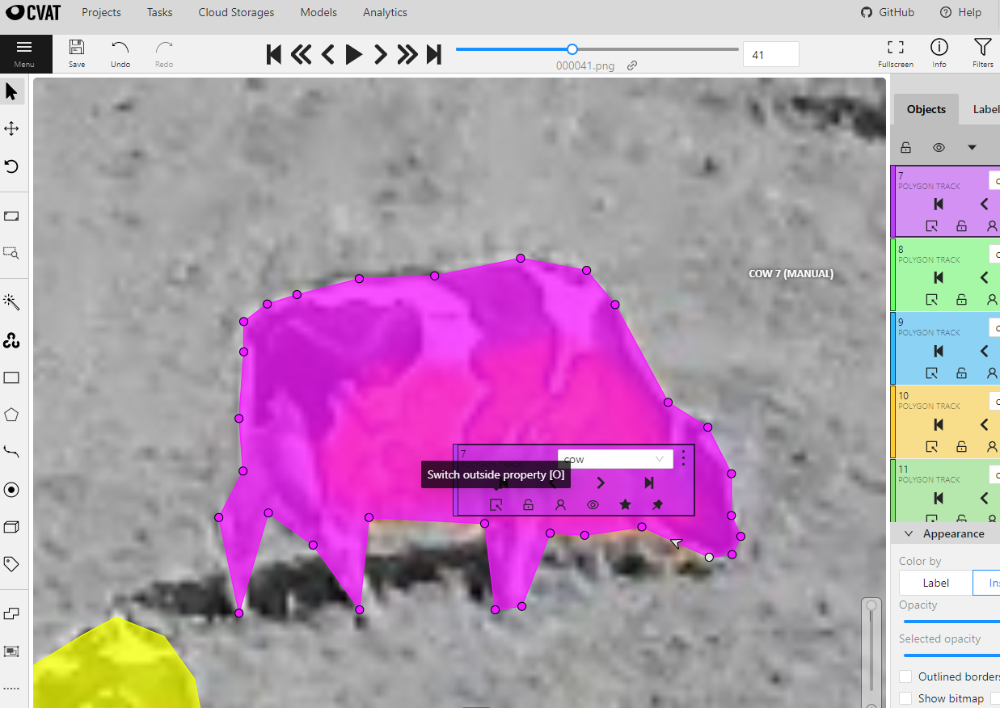 CVAT Projects Tasks Cloud Storages Models Analytics GitHub Help
Menu Save Undo Redo 000041.png 41 Fullscreen Info Filters
Objects Label
7
POLYGON TRACK
8
POLYGON TRACK
9
POLYGON TRACK
10
POLYGON TRACK
11
POLYGON TRACK
COW 7 (MANUAL)
7 cow
Switch outside property [O]
Appearance
Color by
Label Ins
Opacity
Selected opacity
Outlined borders
Show bitmap